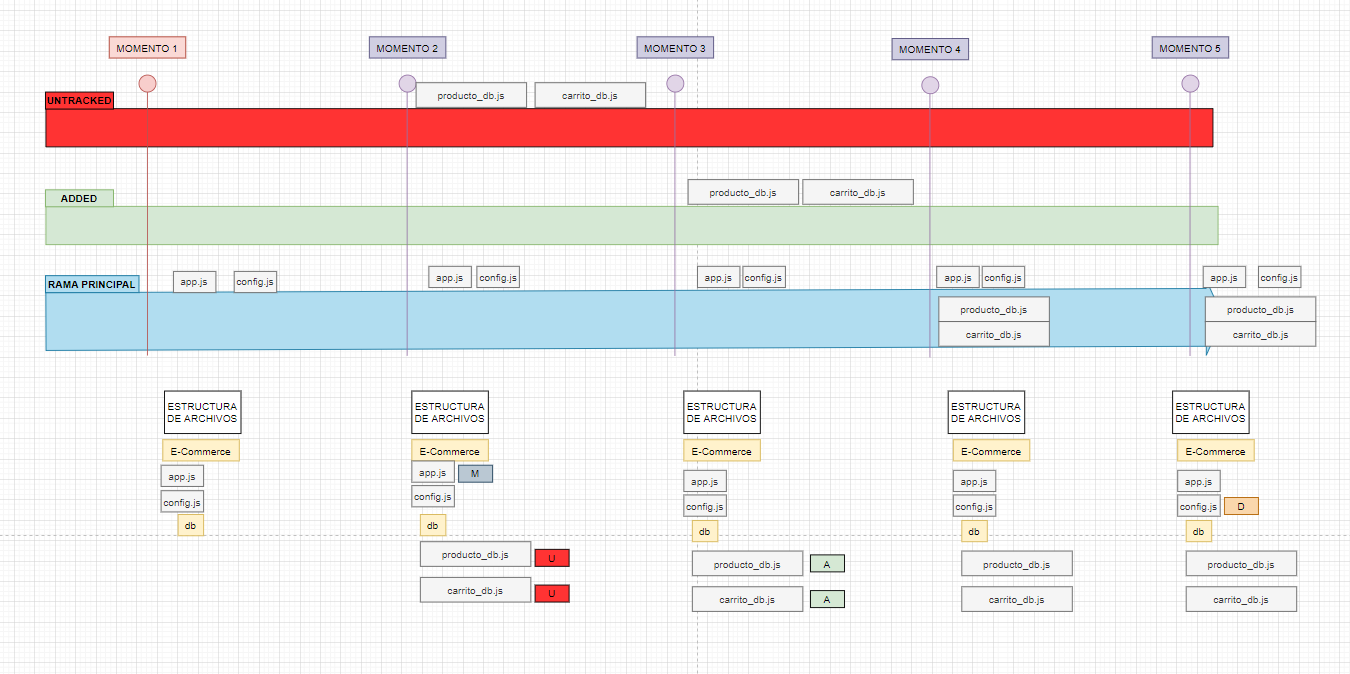 MOMENTO 1
MOMENTO 2
MOMENTO 3
MOMENTO 4
MOMENTO 5
UNTRACKED
producto_db.js
carrito_db.js
ADDED
producto_db.js
carrito_db.js
RAMA PRINCIPAL
app.js
config.js
app.js
config.js
app.js
config.js
app.js
config.js
producto_db.js
carrito_db.js
app.js
config.js
producto_db.js
carrito_db.js
ESTRUCTURA
DE ARCHIVOS
E-Commerce
app.js
config.js
db
ESTRUCTURA
DE ARCHIVOS
E-Commerce
app.js
M
config.js
db
producto_db.js
U
carrito_db.js
U
ESTRUCTURA
DE ARCHIVOS
E-Commerce
app.js
config.js
db
producto_db.js
A
carrito_db.js
A
ESTRUCTURA
DE ARCHIVOS
E-Commerce
app.js
config.js
db
producto_db.js
carrito_db.js
ESTRUCTURA
DE ARCHIVOS
E-Commerce
app.js
config.js
D
db
producto_db.js
carrito_db.js